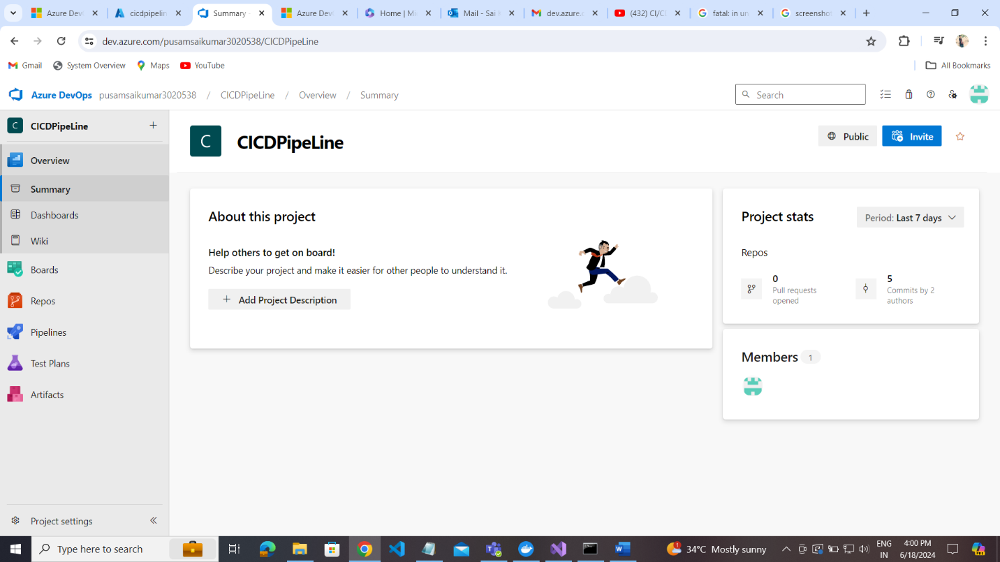 Azure Dev
cicdpipelin
Summary -
Azure Dev
Home | Mi
Mail - Sai K
dev.azure.c
(432) CI/CD
fatal: in un
screenshot
dev.azure.com/pusamsaikumar3020538/CICDPipeLine
Gmail
System Overview
Maps
YouTube
All Bookmarks
Azure DevOps pusamsaikumar3020538 / CICDPipeLine / Overview / Summary
Search
C CICDPipeLine
Overview
Summary
Dashboards
Wiki
Boards
Repos
Pipelines
Test Plans
Artifacts
Project settings
C CICDPipeLine
Public
Invite
About this project
Help others to get on board!
Describe your project and make it easier for other people to understand it.
Add Project Description
Project stats
Period: Last 7 days
Repos
0
Pull requests
opened
5
Commits by 2
authors
Members 1
Type here to search
1
34°C Mostly sunny
ENG
IN
4:00 PM
6/18/2024
PRE